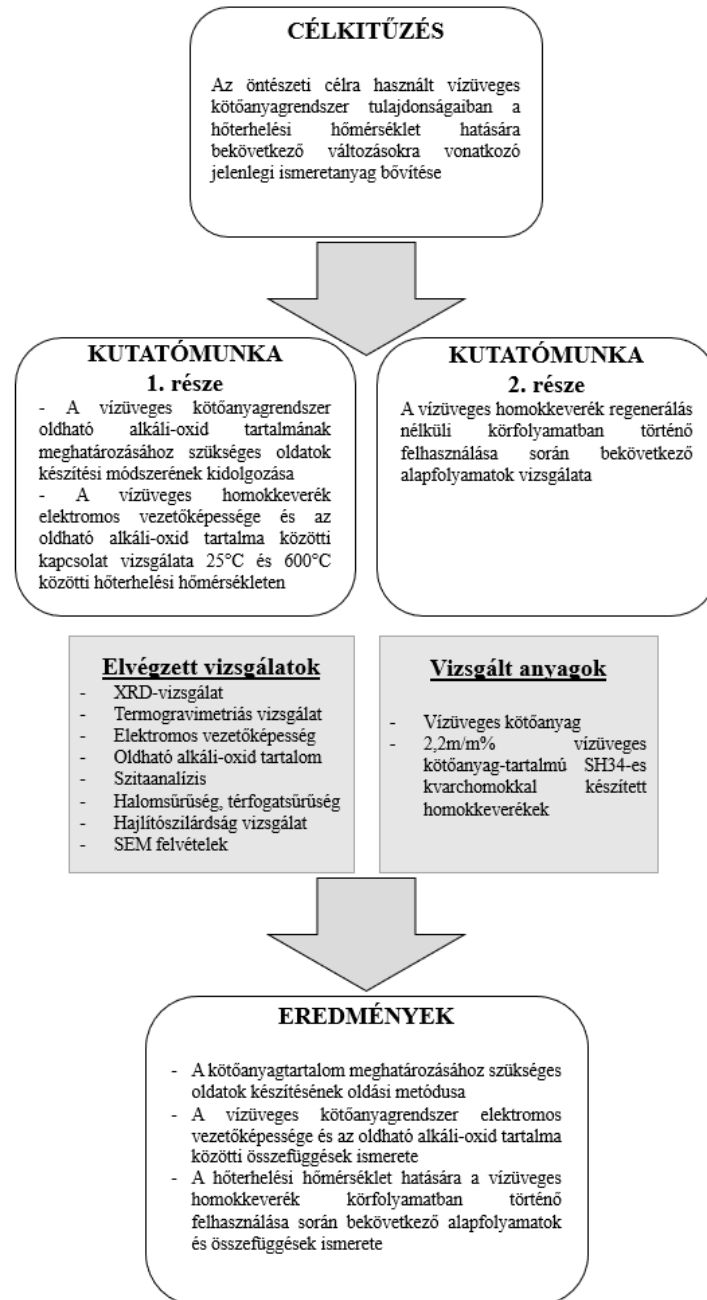 CÉLKITŰZÉS
Az öntészeti célra használt vízüveges
kötőanyagrendszer tulajdonságaiban a
hőterhelési hőmérséklet hatására
bekövetkező változásokra vonatkozó
jelenlegi ismeretanyag bővítése
KUTATÓMUNKA
1. része
- A vízüveges kötőanyagrendszer
oldható alkáli-oxid tartalmának
meghatározásához szükséges oldatok
készítési módszerének kidolgozása
- A vízüveges homokkeverék
elektromos vezetőképessége és az
oldható alkáli-oxid tartalma közötti
kapcsolat vizsgálata 25°C és 600°C
közötti hőterhelési hőmérsékleten
KUTATÓMUNKA
2. része
A vízüveges homokkeverék regenerálás
nélküli körfolyamatban történő
felhasználása során bekövetkező
alapfolyamatok vizsgálata
Elvégzett vizsgálatok
- XRD-vizsgálat
- Termogravimetriás vizsgálat
- Elektromos vezetőképesség
- Oldható alkáli-oxid tartalom
- Szitaanalízis
- Halomsűrűség, térfogatsűrűség
- Hajlítószilárdság vizsgálat
- SEM felvételek
Vizsgált anyagok
- Vízüveges kötőanyag
- 2,2m/m% vízüveges
kötőanyag-tartalmú SH34-es
kvarchomokkal készített
homokkeverékek
EREDMÉNYEK
- A kötőanyagtartalom meghatározásához szükséges
oldatok készítésének oldási metódusa
- A vízüveges kötőanyagrendszer elektromos
vezetőképessége és az oldható alkáli-oxid tartalma
közötti összefüggések ismerete
- A hőterhelési hőmérséklet hatására a vízüveges
homokkeverék körfolyamatban történő
felhasználása során bekövetkező alapfolyamatok
és összefüggések ismerete